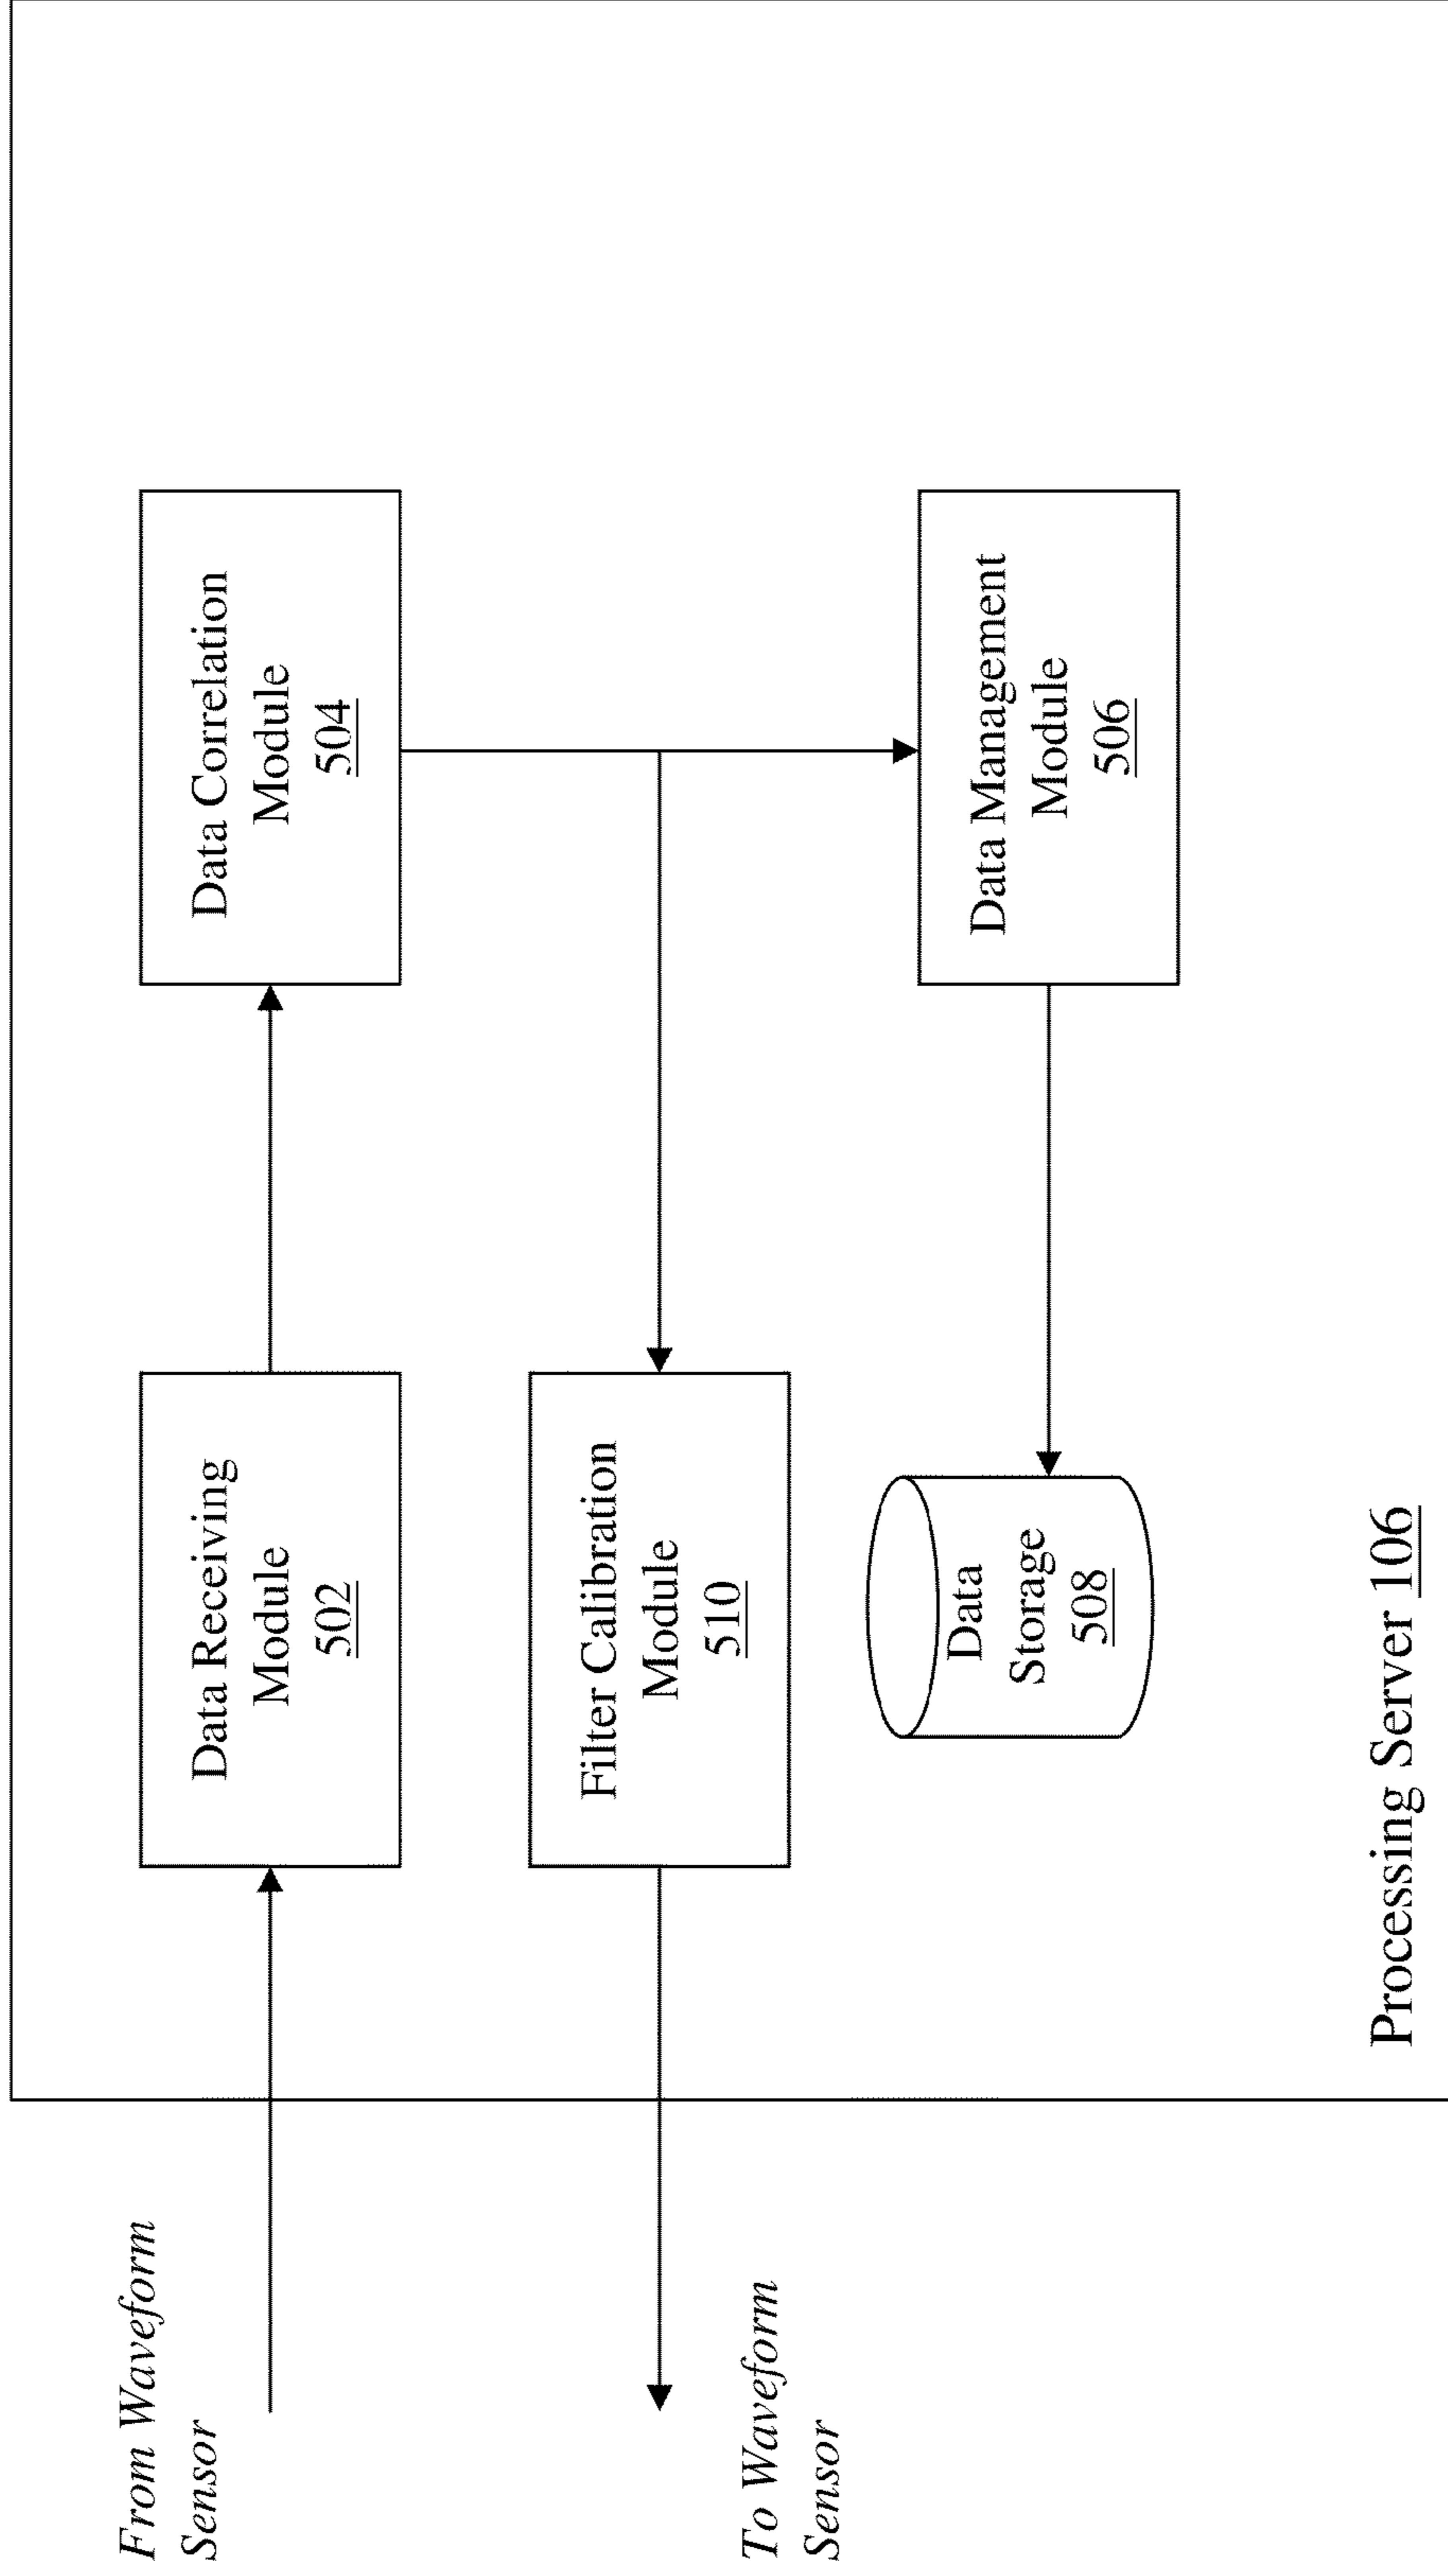 From Waveform
Sensor
Data Receiving
Module
502
Data Correlation
Module
504
To Waveform
Sensor
Filter Calibration
Module
510
Data
Storage
508
Data Management
Module
506
Processing Server 106